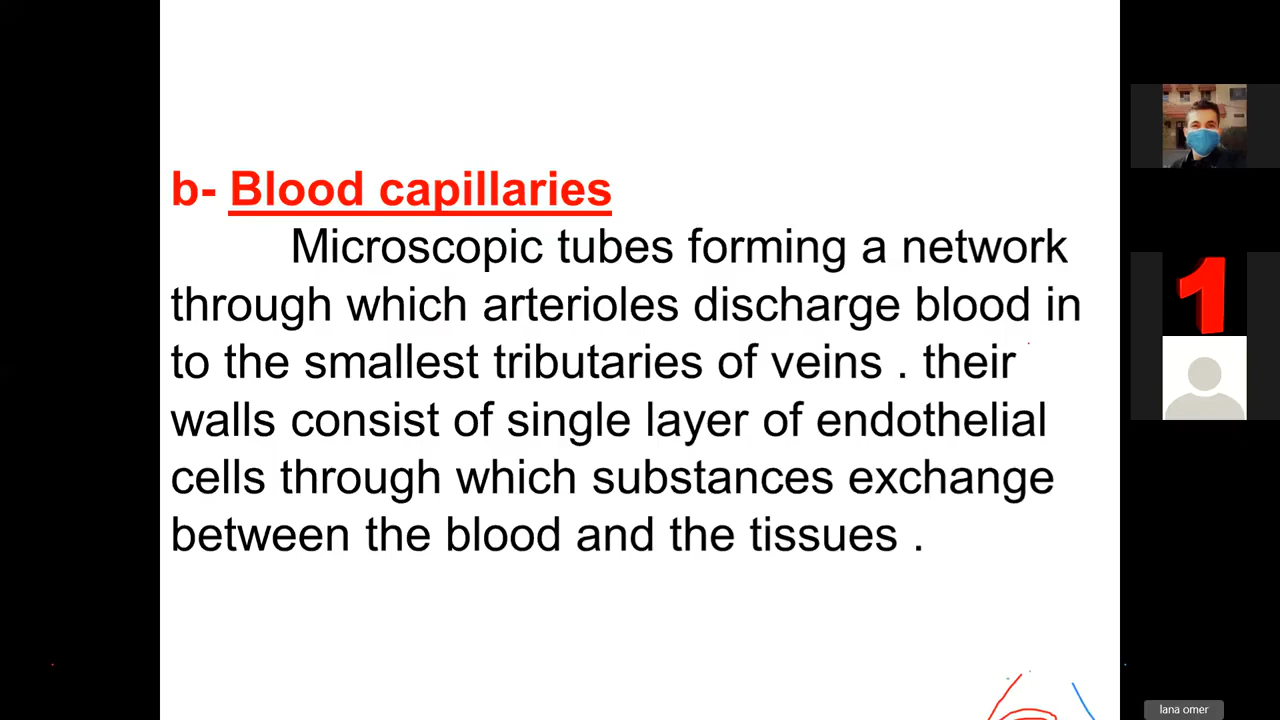 b- Blood capillaries
Microscopic tubes forming a network
through which arterioles discharge blood in
to the smallest tributaries of veins . their
walls consist of single layer of endothelial
cells through which substances exchange
between the blood and the tissues .
1
lana omer